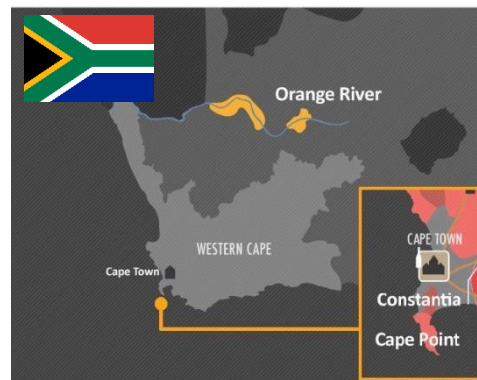 Orange River
WESTERN CAPE
Cape Town
CAPE TOWN
Constantia
Cape Point